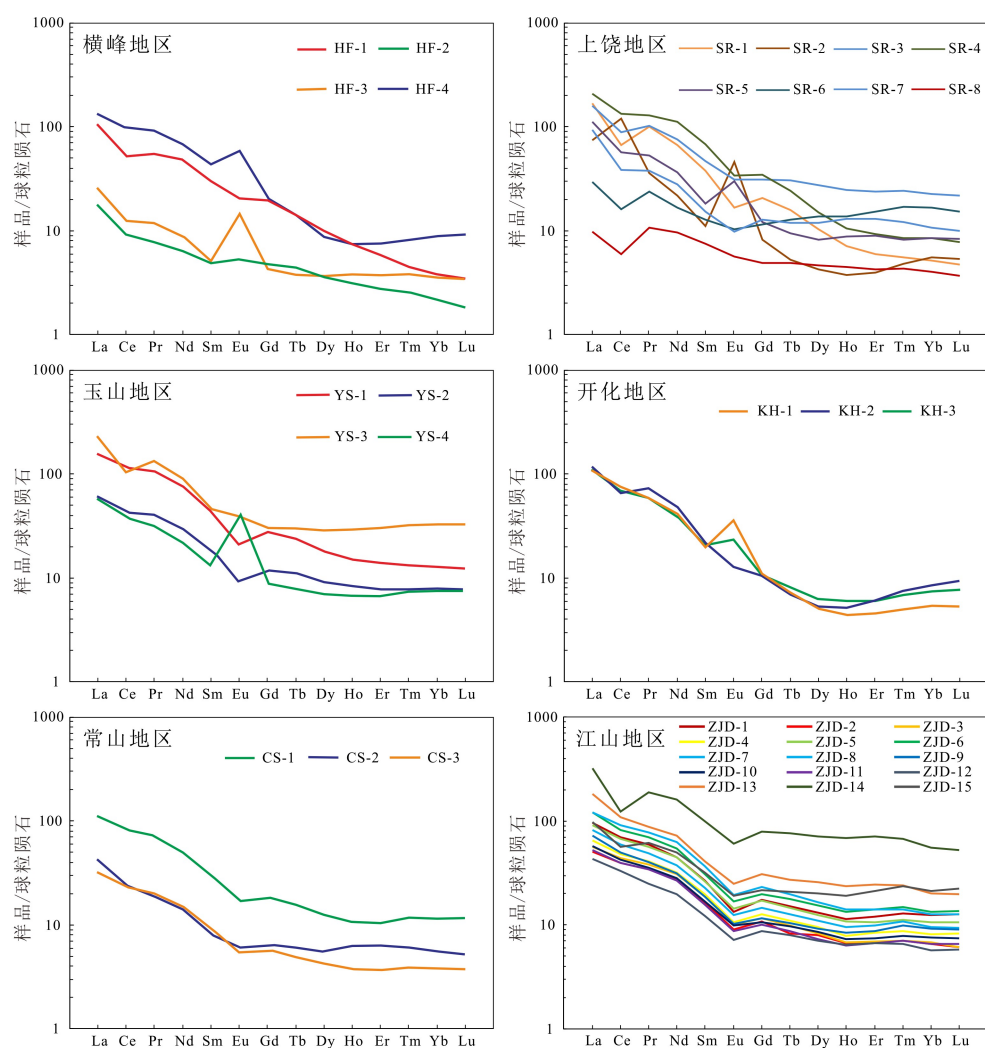 横峰地区
HF-1 HF-2
HF-3 HF-4
样品/球粒陨石
1000
100
10
1
La Ce Pr Nd Sm Eu Gd Tb Dy Ho Er Tm Yb Lu
上饶地区
SR-1 SR-2 SR-3 SR-4
SR-5 SR-6 SR-7 SR-8
样品/球粒陨石
1000
100
10
1
La Ce Pr Nd Sm Eu Gd Tb Dy Ho Er Tm Yb Lu
玉山地区
YS-1 YS-2
YS-3 YS-4
样品/球粒陨石
1000
100
10
1
La Ce Pr Nd Sm Eu Gd Tb Dy Ho Er Tm Yb Lu
开化地区
KH-1 KH-2 KH-3
样品/球粒陨石
1000
100
10
1
La Ce Pr Nd Sm Eu Gd Tb Dy Ho Er Tm Yb Lu
常山地区
CS-1 CS-2 CS-3
样品/球粒陨石
1000
100
10
1
La Ce Pr Nd Sm Eu Gd Tb Dy Ho Er Tm Yb Lu
江山地区
ZJD-1 ZJD-2 ZJD-3
ZJD-4 ZJD-5 ZJD-6
ZJD-7 ZJD-8 ZJD-9
ZJD-10 ZJD-11 ZJD-12
ZJD-13 ZJD-14 ZJD-15
样品/球粒陨石
1000
100
10
1
La Ce Pr Nd Sm Eu Gd Tb Dy Ho Er Tm Yb Lu